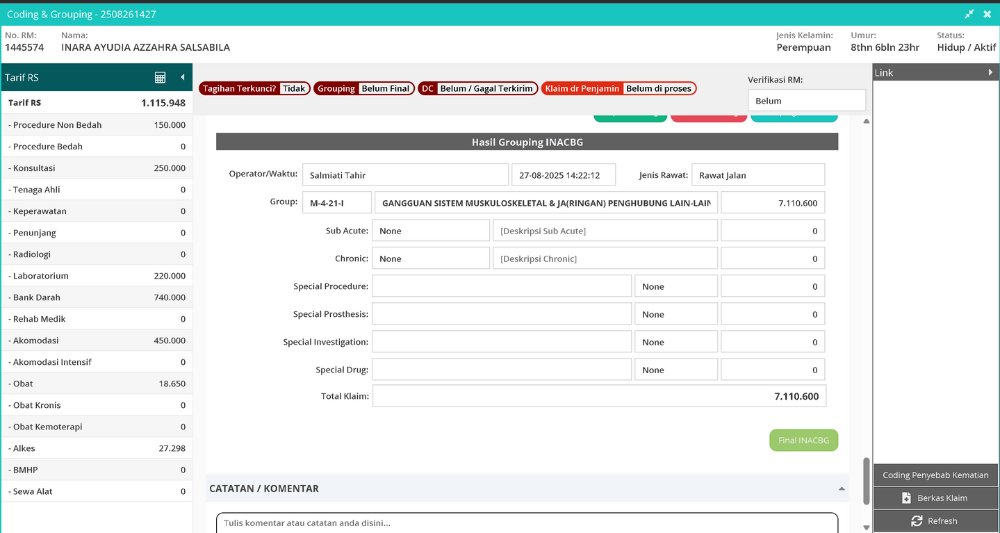 Coding & Grouping - 2508261427
No. RM:
1445574
Nama:
INARA AYUDIA AZZAHRA SALSABILA
Jenis Kelamin:
Perempuan
Umur:
8thn 6bln 23hr
Status:
Hidup / Aktif
Tarif RS
Tarif RS 1.115.948
- Procedure Non Bedah 150.000
- Procedure Bedah 0
- Konsultasi 250.000
- Tenaga Ahli 0
- Keperawatan 0
- Penunjang 0
- Radiologi 0
- Laboratorium 220.000
- Bank Darah 740.000
- Rehab Medik 0
- Akomodasi 450.000
- Akomodasi Intensif 0
- Obat 18.650
- Obat Kronis 0
- Obat Kemoterapi 0
- Alkes 27.298
- BMHP 0
- Sewa Alat 0
Tagihan Terkunci? Tidak
Grouping Belum Final
DC Belum / Gagal Terkirim
Klaim dr Penjamin Belum di proses
Verifikasi RM:
Belum
Hasil Grouping INACBG
Operator/Waktu: Salmiati Tahir 27-08-2025 14:22:12 Jenis Rawat: Rawat Jalan
Group: M-4-21-I GANGGUAN SISTEM MUSKULOSKELETAL & JA(RINGAN) PENGHUBUNG LAIN-LAIN 7.110.600
Sub Acute: None [Deskripsi Sub Acute] 0
Chronic: None [Deskripsi Chronic] 0
Special Procedure: None 0
Special Prosthesis: None 0
Special Investigation: None 0
Special Drug: None 0
Total Klaim: 7.110.600
Final INACBG
CATATAN / KOMENTAR
Tulis komentar atau catatan anda disini...
Link
Coding Penyebab Kematian
Berkas Klaim
Refresh